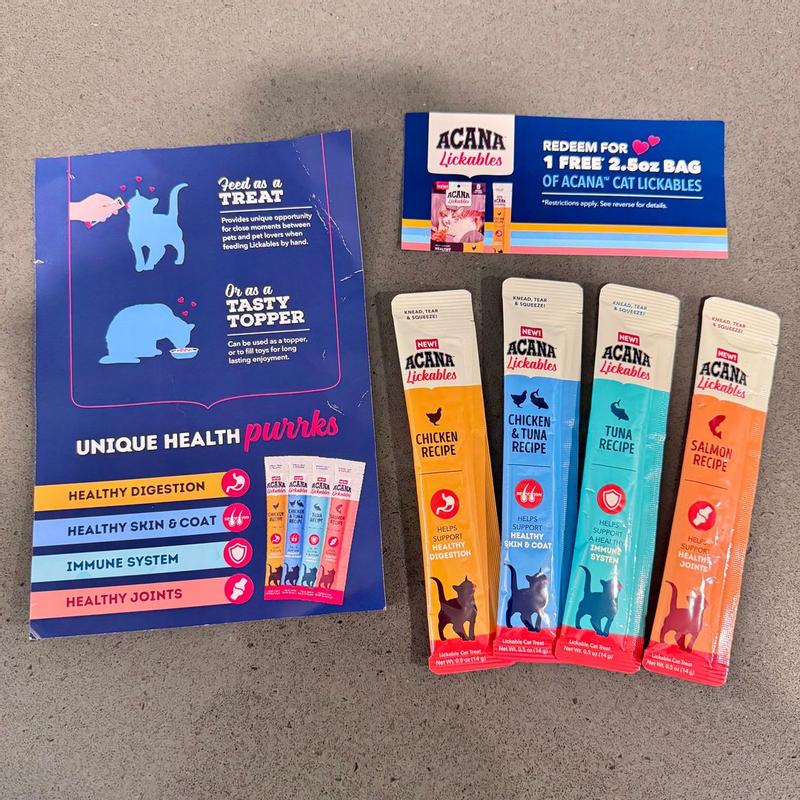 Feed as a
TREAT
Provides unique opportunity
for close moments between
pets and pet lovers when
feeding Lickables by hand.
Or as a
TASTY
TOPPER
Can be used as a topper,
or to fill toys for long
lasting enjoyment.
UNIQUE HEALTH purrks
HEALTHY DIGESTION
HEALTHY SKIN & COAT
IMMUNE SYSTEM
HEALTHY JOINTS
ACANA
Lickables
REDEEM FOR
1 FREE* 2.5oz BAG
OF ACANA™ CAT LICKABLES
*Restrictions apply. See reverse for details.
KNEAD, TEAR
& SQUEEZE!
NEW!
ACANA
Lickables
CHICKEN
RECIPE
HELPS
SUPPORT
HEALTHY
DIGESTION
Lickable Cat Treat
Net Wt. 0.5 oz (14 g)
KNEAD, TEAR
& SQUEEZE!
NEW!
ACANA
Lickables
CHICKEN
& TUNA
RECIPE
HELPS
SUPPORT
HEALTHY
SKIN & COAT
Lickable Cat Treat
Net Wt. 0.5 oz (14 g)
KNEAD, TEAR
& SQUEEZE!
NEW!
ACANA
Lickables
TUNA
RECIPE
HELPS
SUPPORT
A HEALTHY
IMMUNE
SYSTEM
Lickable Cat Treat
Net Wt. 0.5 oz (14 g)
KNEAD, TEAR
& SQUEEZE!
NEW!
ACANA
Lickables
SALMON
RECIPE
HELPS
SUPPORT
HEALTHY
JOINTS
Lickable Cat Treat
Net Wt. 0.5 oz (14 g)